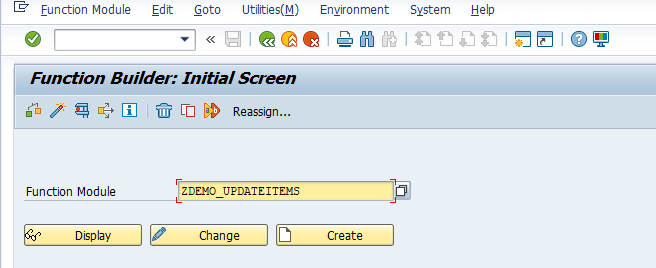 Function Module Edit Goto Utilities(M) Environment System Help
Function Builder: Initial Screen
Reassign...
Function Module ZDEMO_UPDATEITEMS
Display Change Create